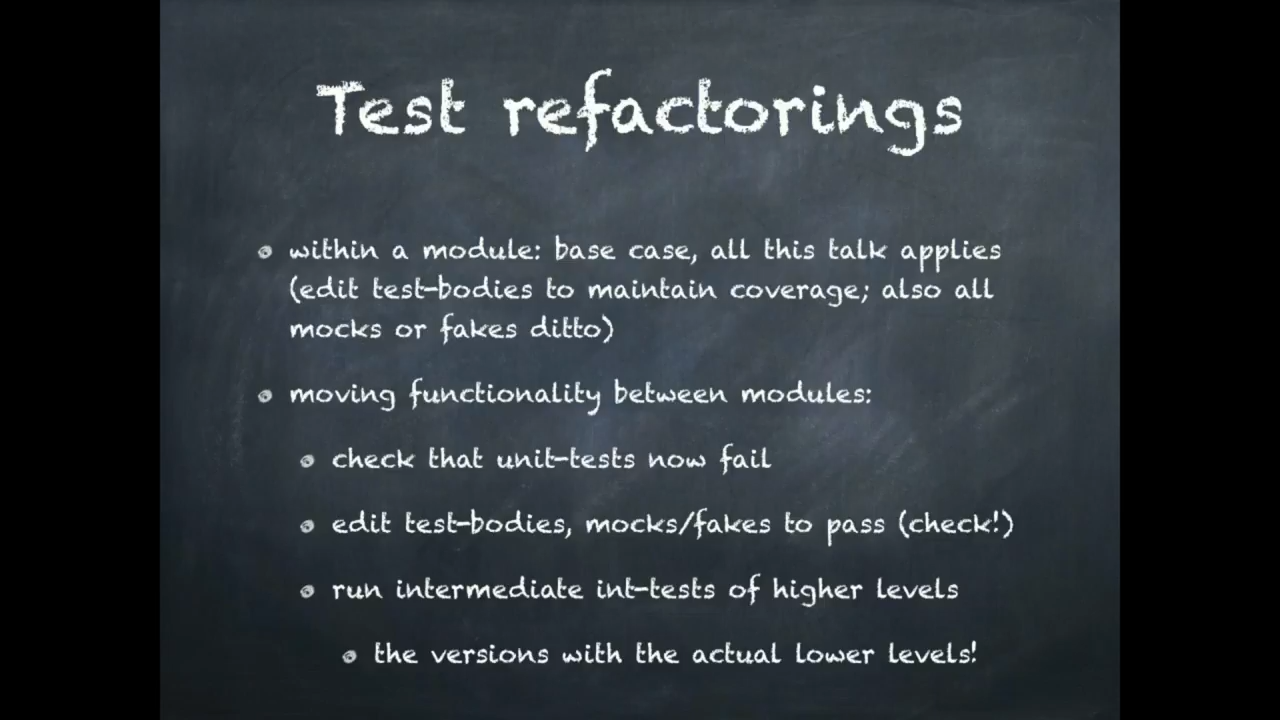 Test refactorings
within a module: base case, all this talk applies
(edit test-bodies to maintain coverage; also all
mocks or fakes ditto)
moving functionality between modules:
check that unit-tests now fail
edit test-bodies, mocks/fakes to pass (check!)
run intermediate int-tests of higher levels
the versions with the actual lower levels!